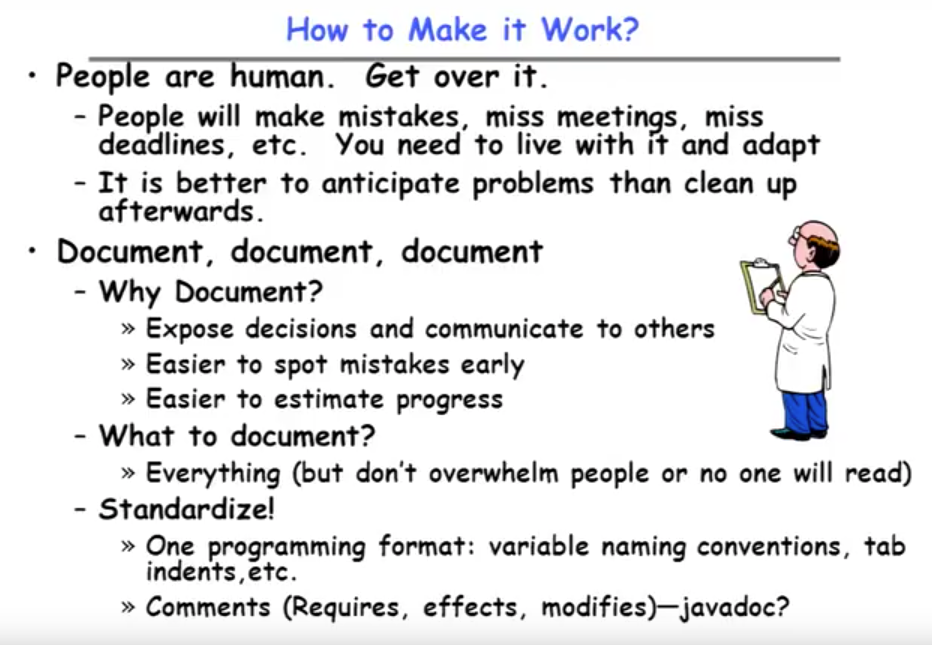 How to Make it Work?
• People are human.  Get over it.
– People will make mistakes, miss meetings, miss
deadlines, etc.  You need to live with it and adapt
– It is better to anticipate problems than clean up
afterwards.
• Document, document, document
– Why Document?
» Expose decisions and communicate to others
» Easier to spot mistakes early
» Easier to estimate progress
– What to document?
» Everything (but don't overwhelm people or no one will read)
– Standardize!
» One programming format: variable naming conventions, tab
indents,etc.
» Comments (Requires, effects, modifies)—javadoc?